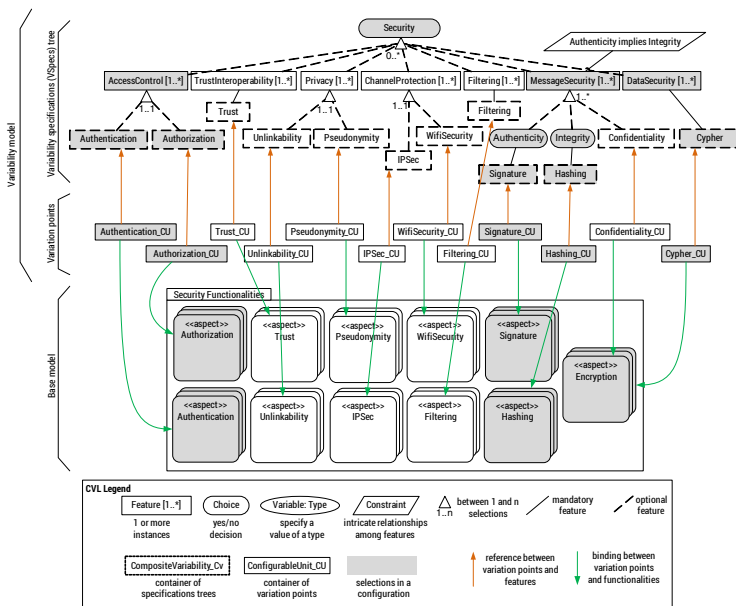 Security
0..*
Authenticity implies Integrity
AccessControl [1..*]
TrustInteroperability [1..*]
Privacy [1..*]
ChannelProtection [1..*]
Filtering [1..*]
MessageSecurity [1..*]
DataSecurity [1..*]
1..1
1..1
1..1
1..*
Trust
Filtering
Authentication
Authorization
Unlinkability
Pseudonymity
WifiSecurity
IPSec
Authenticity
Integrity
Confidentiality
Cypher
Signature
Hashing
Variability model
Variability specifications (VSpecs) tree
Variation points
Base model
Authentication_CU
Trust_CU
Pseudonymity_CU
WifiSecurity_CU
Signature_CU
Confidentiality_CU
Authorization_CU
Unlinkability_CU
IPSec_CU
Filtering_CU
Hashing_CU
Cypher_CU
Security Functionalities
<<aspect>>
Authorization
<<aspect>>
Trust
<<aspect>>
Pseudonymity
<<aspect>>
WifiSecurity
<<aspect>>
Signature
<<aspect>>
Encryption
<<aspect>>
Authentication
<<aspect>>
Unlinkability
<<aspect>>
IPSec
<<aspect>>
Filtering
<<aspect>>
Hashing
CVL Legend
Feature [1..*]
1 or more
instances
Choice
yes/no
decision
Variable: Type
specify a
value of a type
Constraint
intricate relationships
among features
1..n
between 1 and n
selections
mandatory
feature
optional
feature
CompositeVariability_Cv
container of
specifications trees
ConfigurableUnit_CU
container of
variation points
selections in a
configuration
reference between
variation points and
features
binding between
variation points
and functionalities